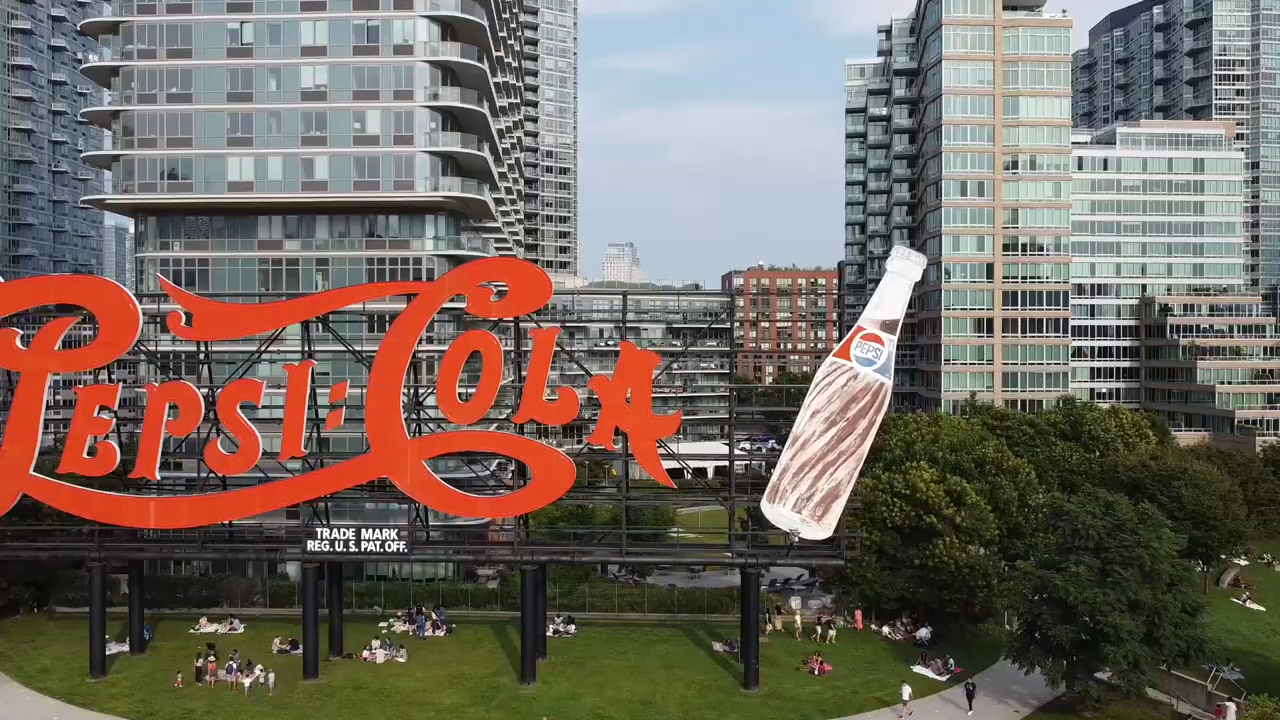 PEPSI:COLA
PEPSI
TRADE MARK
REG. U. S. PAT. OFF.